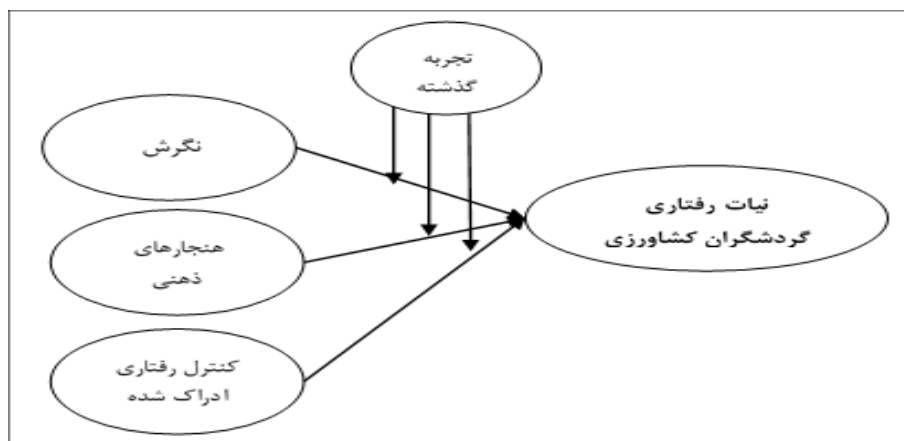 تجربه
گذشته
نگرش
نیات رفتاری
گردشگران کشاورزی
هنجارهای
ذهنی
کنترل رفتاری
ادراک شده